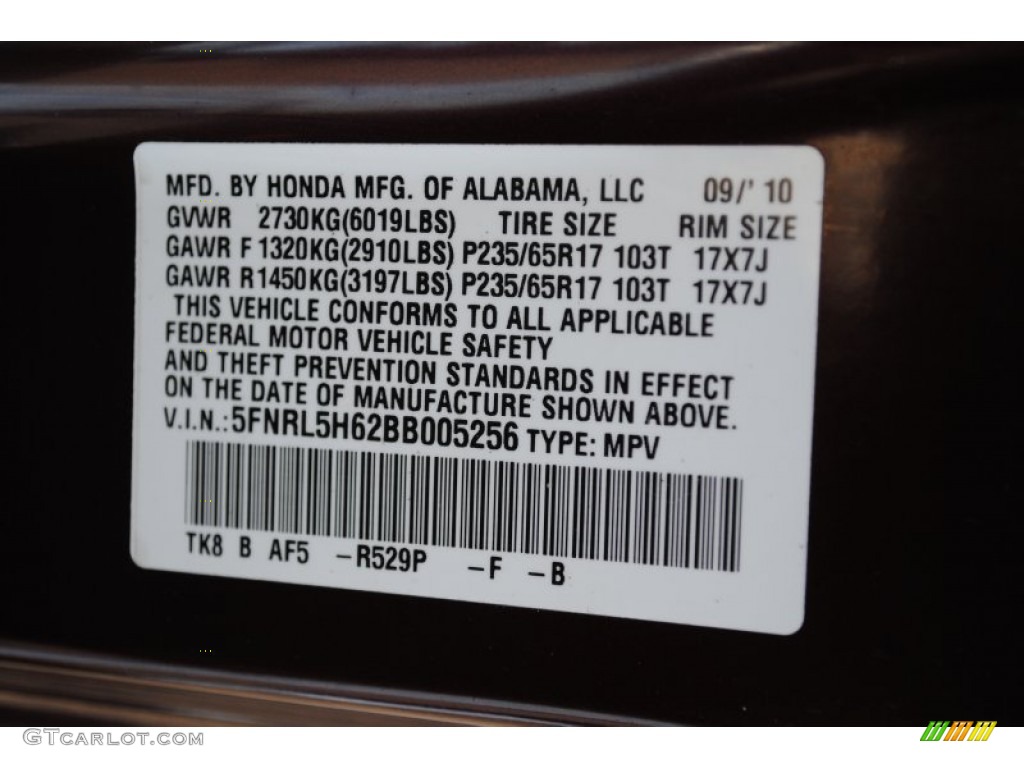 MFD. BY HONDA MFG. OF ALABAMA, LLC 09/' 10
GVWR 2730KG(6019LBS) TIRE SIZE RIM SIZE
GAWR F 1320KG(2910LBS) P235/65R17 103T 17X7J
GAWR R1450KG(3197LBS) P235/65R17 103T 17X7J
THIS VEHICLE CONFORMS TO ALL APPLICABLE
FEDERAL MOTOR VEHICLE SAFETY
AND THEFT PREVENTION STANDARDS IN EFFECT
ON THE DATE OF MANUFACTURE SHOWN ABOVE.
V.I.N.: 5FNRL5H62BB005256 TYPE: MPV
TK8 B AF5 -R529P -F -B
GTCarLot.com